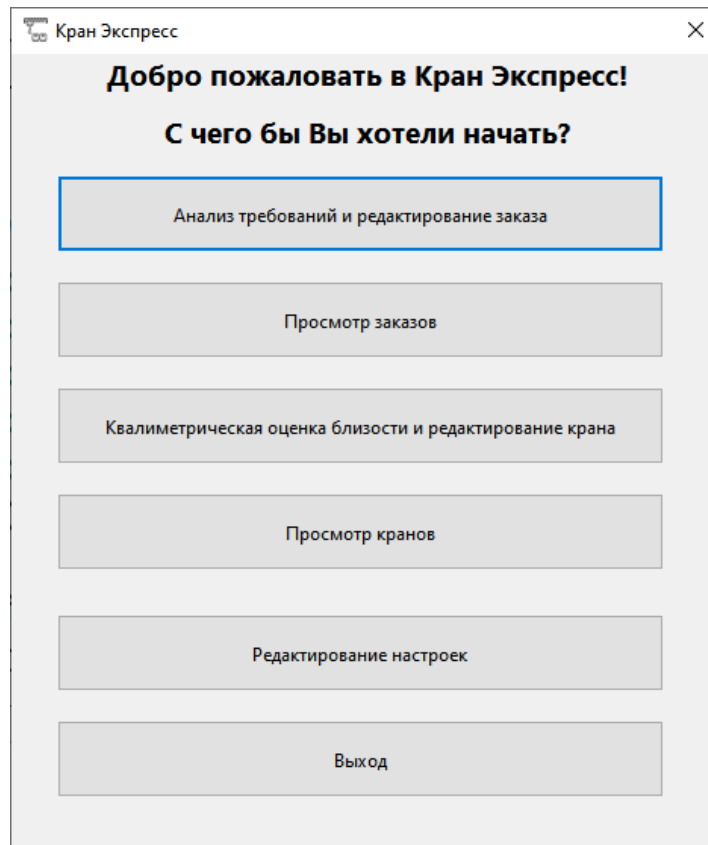 Кран Экспресс
Добро пожаловать в Кран Экспресс!
С чего бы Вы хотели начать?
Анализ требований и редактирование заказа
Просмотр заказов
Квалиметрическая оценка близости и редактирование крана
Просмотр кранов
Редактирование настроек
Выход